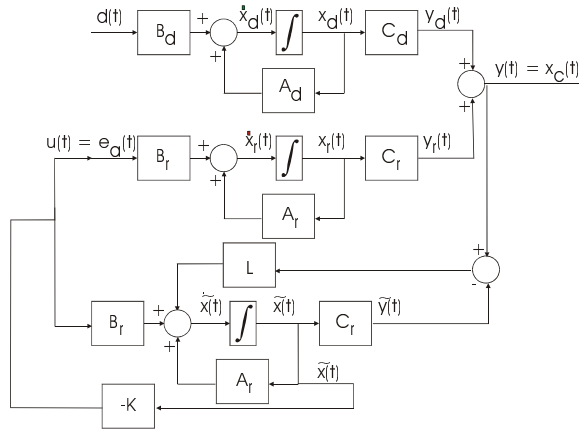 d(t)
B_d
+
+
ẋ_d(t)
∫
x_d(t)
C_d
y_d(t)
A_d
+
+
y(t) = x_c(t)
u(t) = e_a(t)
B_r
+
+
ẋ_r(t)
∫
x_r(t)
C_r
y_r(t)
A_r
L
+
-
B_r
+
+
x̃̇(t)
∫
x̃(t)
C_r
ỹ(t)
A_r
x̃(t)
-K